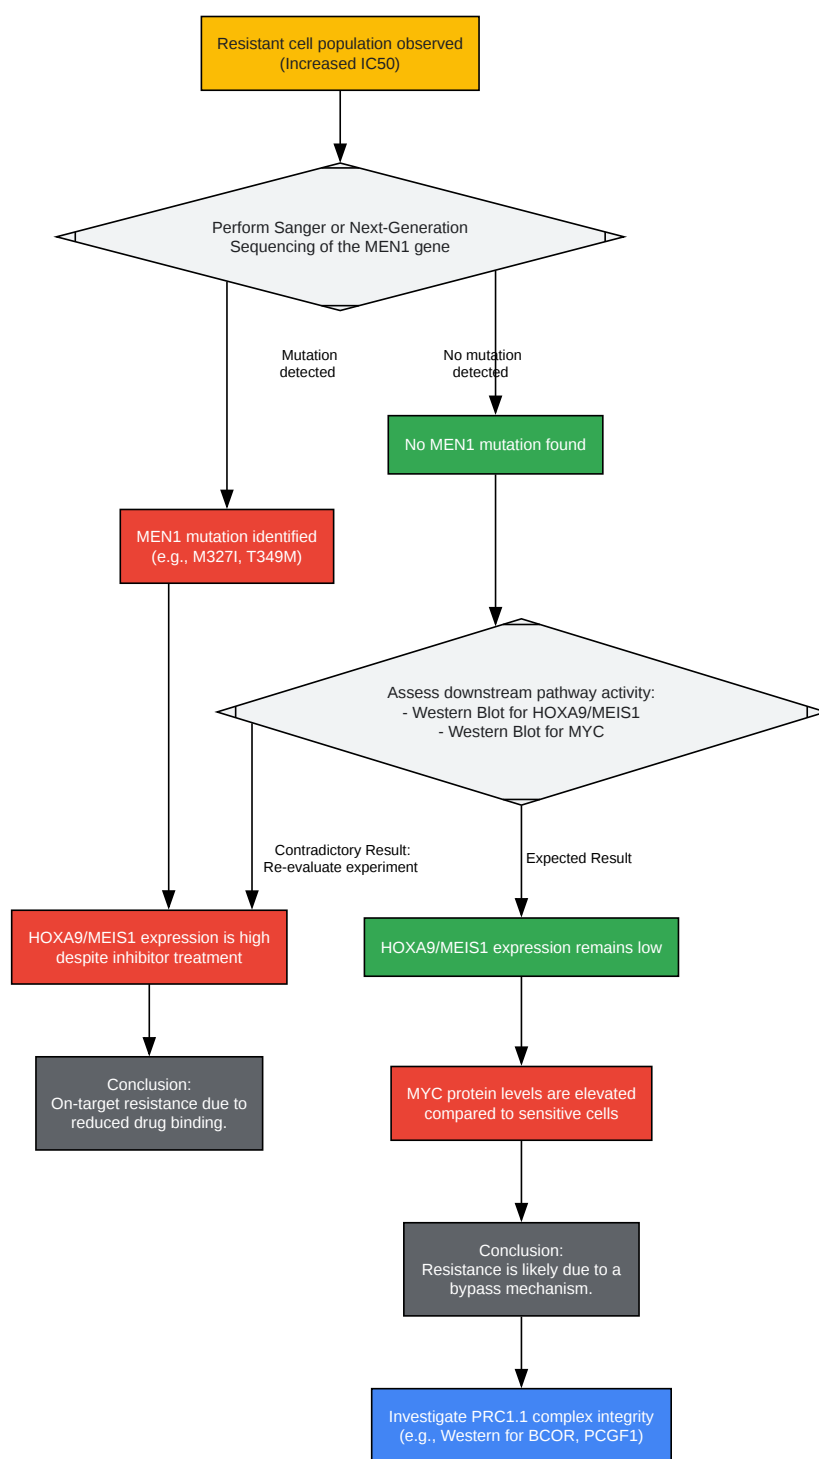 Resistant cell population observed
(Increased IC50)
Perform Sanger or Next-Generation
Sequencing of the MEN1 gene
Mutation
detected
No mutation
detected
No MEN1 mutation found
MEN1 mutation identified
(e.g., M327I, T349M)
Assess downstream pathway activity:
- Western Blot for HOXA9/MEIS1
- Western Blot for MYC
Contradictory Result:
Re-evaluate experiment
Expected Result
HOXA9/MEIS1 expression is high
despite inhibitor treatment
HOXA9/MEIS1 expression remains low
Conclusion:
On-target resistance due to
reduced drug binding.
MYC protein levels are elevated
compared to sensitive cells
Conclusion:
Resistance is likely due to a
bypass mechanism.
Investigate PRC1.1 complex integrity
(e.g., Western for BCOR, PCGF1)